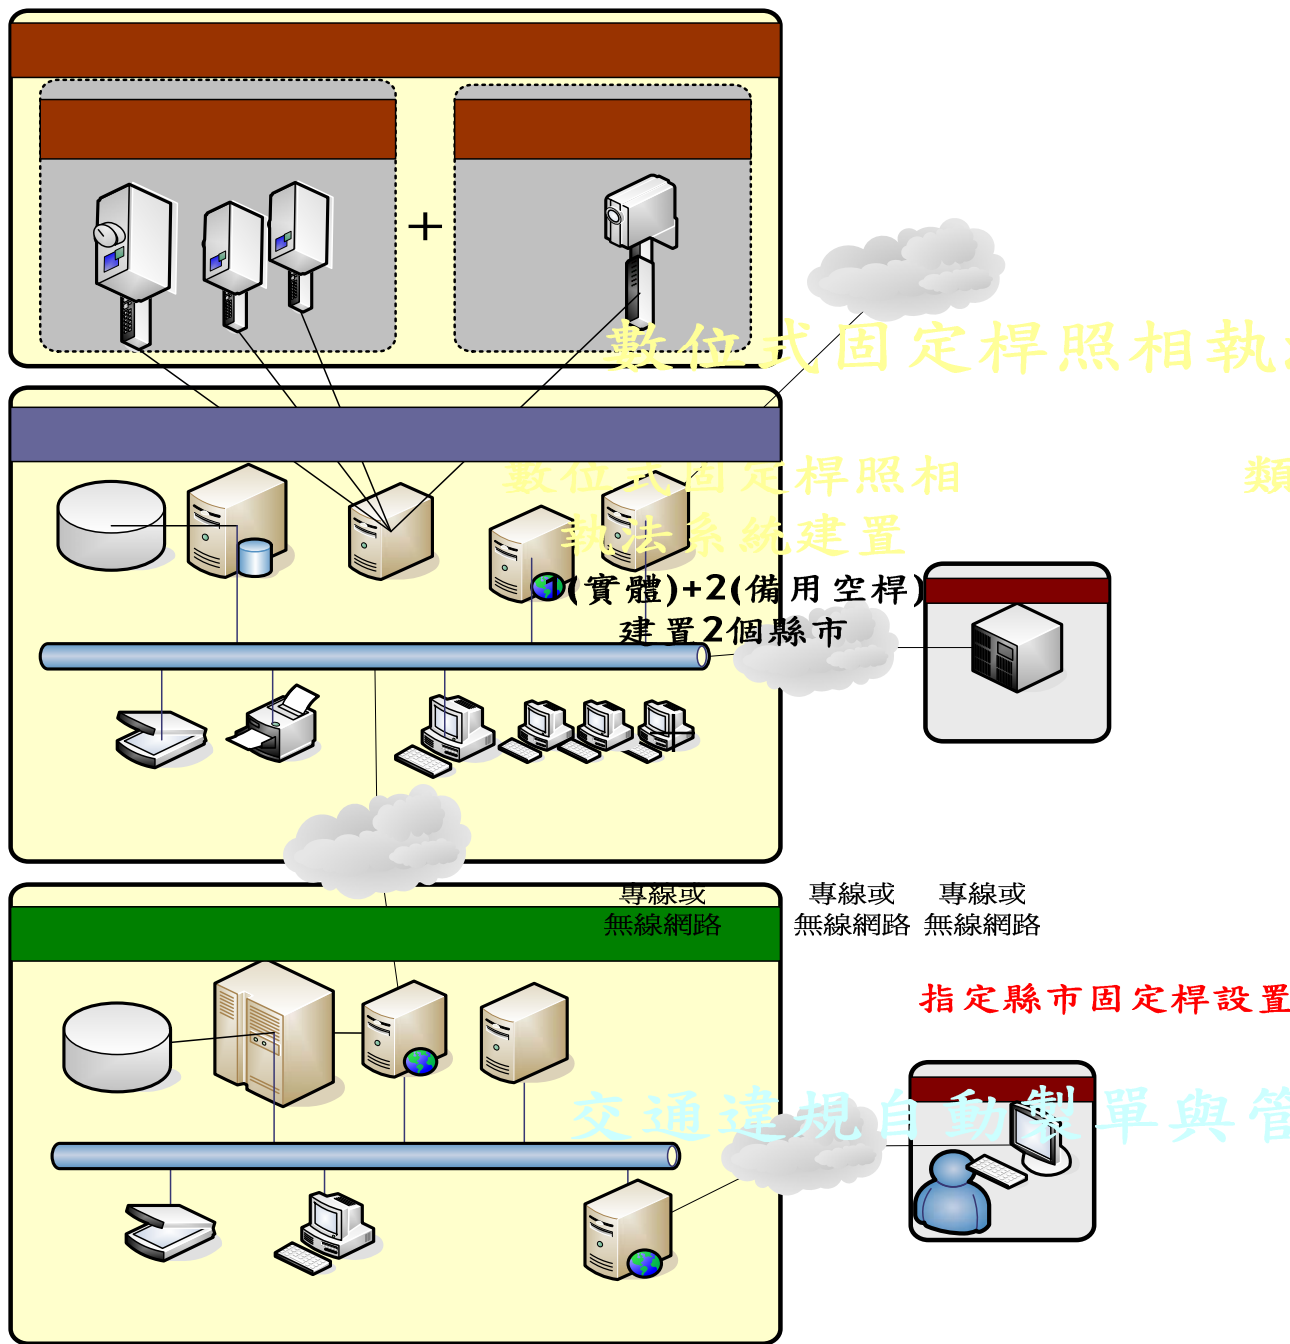 數位式固定桿照相執
數位式固定桿照相
類
執法系統建置
1(實體)+2(備用空桿)
建置2個縣市
專線或
無線網路
專線或
無線網路
專線或
無線網路
指定縣市固定桿設置
交通違規自動製單與管